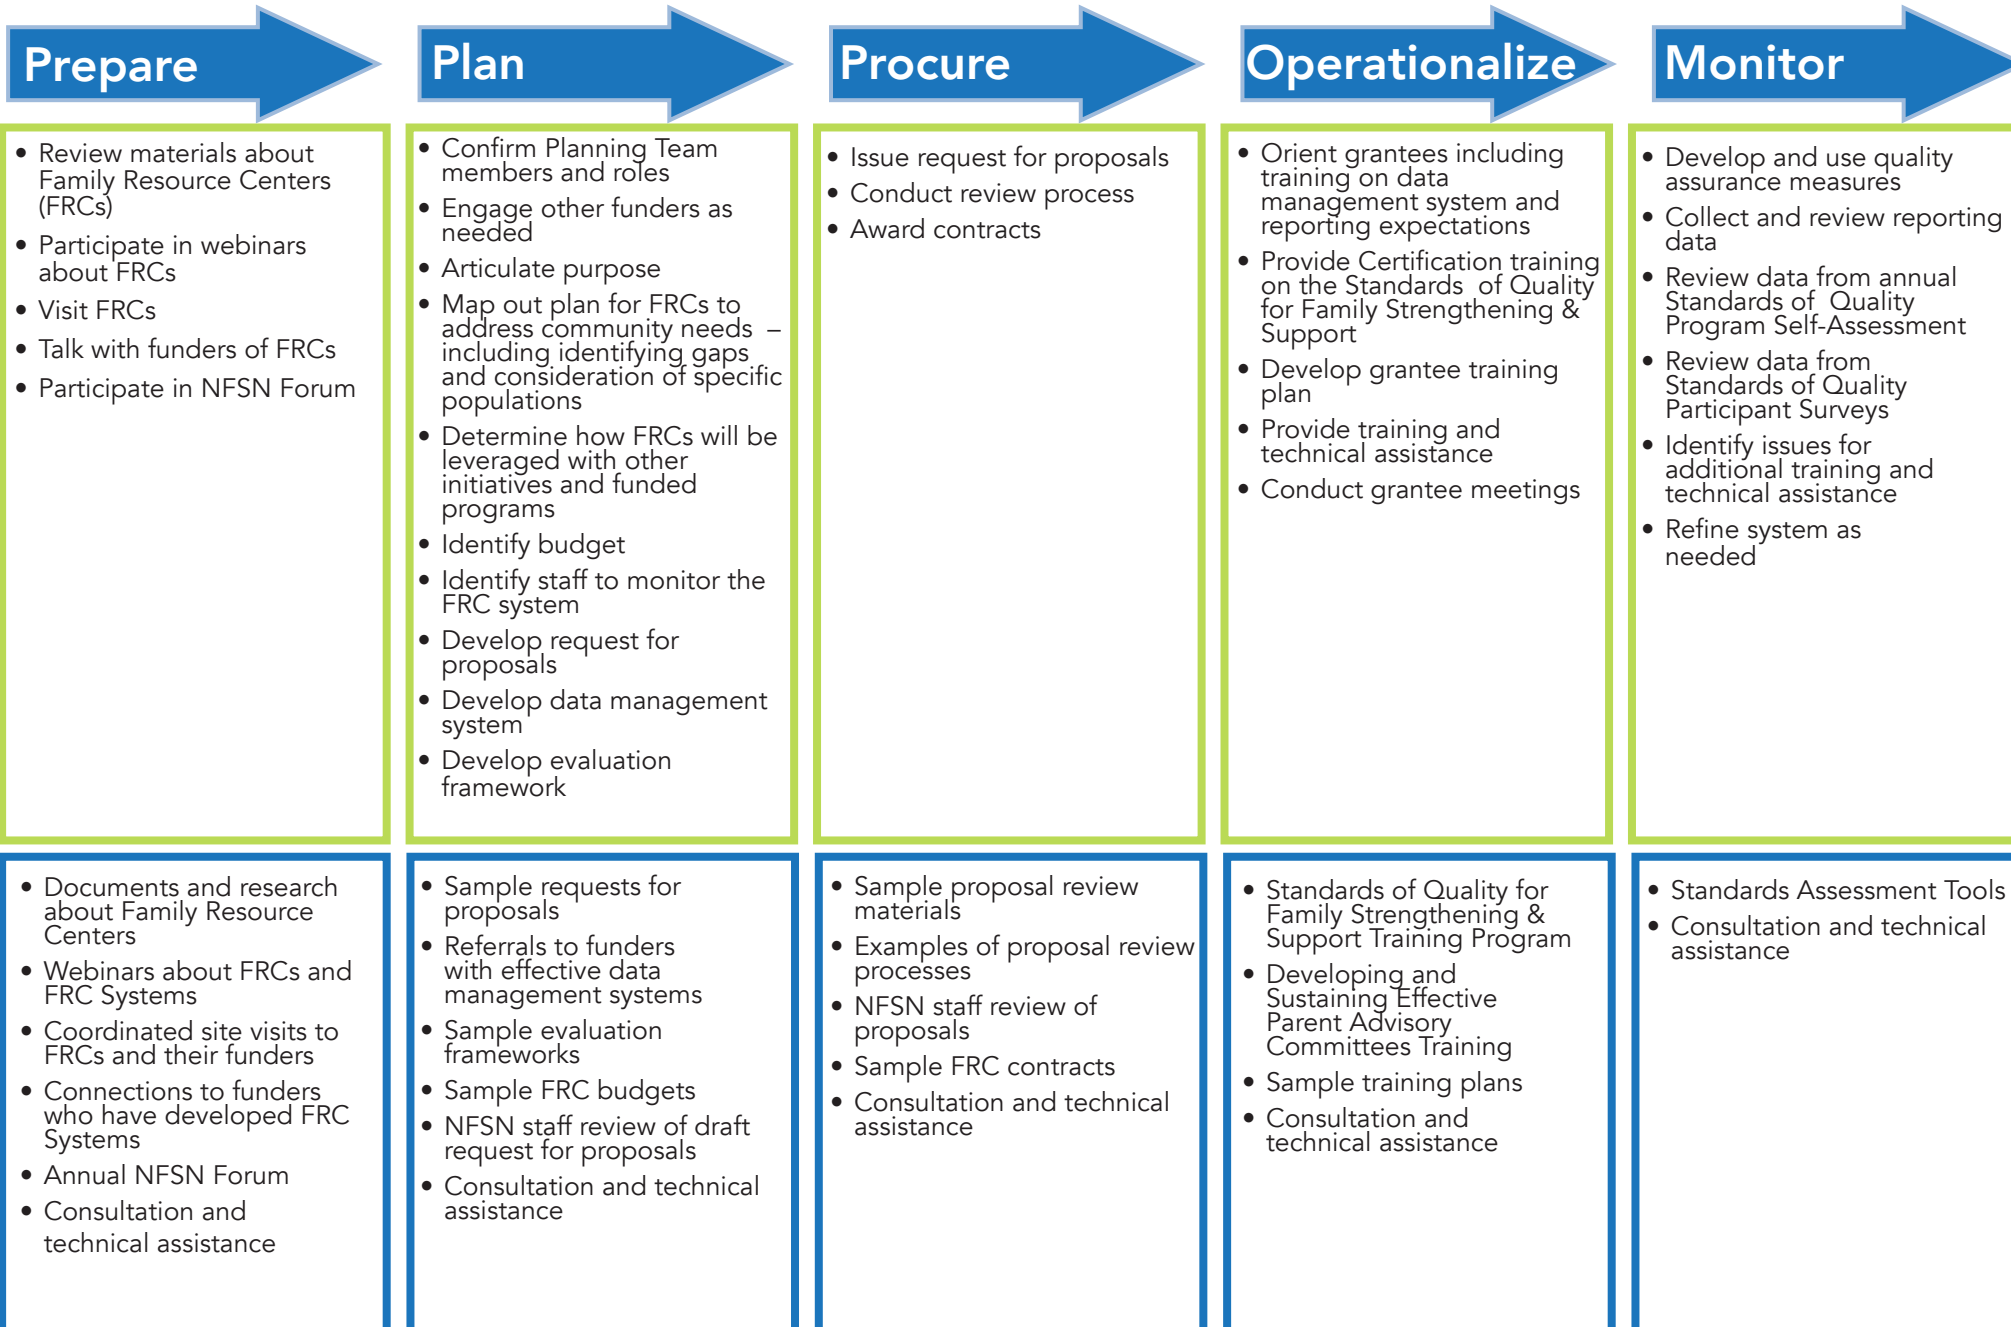 Prepare
Plan
Procure
Operationalize
Monitor
• Review materials about
Family Resource Centers
(FRCs)
• Participate in webinars
about FRCs
• Visit FRCs
• Talk with funders of FRCs
• Participate in NFSN Forum
• Confirm Planning Team
members and roles
• Engage other funders as
needed
• Articulate purpose
• Map out plan for FRCs to
address community needs –
including identifying gaps
and consideration of specific
populations
• Determine how FRCs will be
leveraged with other
initiatives and funded
programs
• Identify budget
• Identify staff to monitor the
FRC system
• Develop request for
proposals
• Develop data management
system
• Develop evaluation
framework
• Issue request for proposals
• Conduct review process
• Award contracts
• Orient grantees including
training on data
management system and
reporting expectations
• Provide Certification training
on the Standards of Quality
for Family Strengthening &
Support
• Develop grantee training
plan
• Provide training and
technical assistance
• Conduct grantee meetings
• Develop and use quality
assurance measures
• Collect and review reporting
data
• Review data from annual
Standards of Quality
Program Self-Assessment
• Review data from
Standards of Quality
Participant Surveys
• Identify issues for
additional training and
technical assistance
• Refine system as
needed
• Documents and research
about Family Resource
Centers
• Webinars about FRCs and
FRC Systems
• Coordinated site visits to
FRCs and their funders
• Connections to funders
who have developed FRC
Systems
• Annual NFSN Forum
• Consultation and
technical assistance
• Sample requests for
proposals
• Referrals to funders
with effective data
management systems
• Sample evaluation
frameworks
• Sample FRC budgets
• NFSN staff review of draft
request for proposals
• Consultation and technical
assistance
• Sample proposal review
materials
• Examples of proposal review
processes
• NFSN staff review of
proposals
• Sample FRC contracts
• Consultation and technical
assistance
• Standards of Quality for
Family Strengthening &
Support Training Program
• Developing and
Sustaining Effective
Parent Advisory
Committees Training
• Sample training plans
• Consultation and
technical assistance
• Standards Assessment Tools
• Consultation and technical
assistance